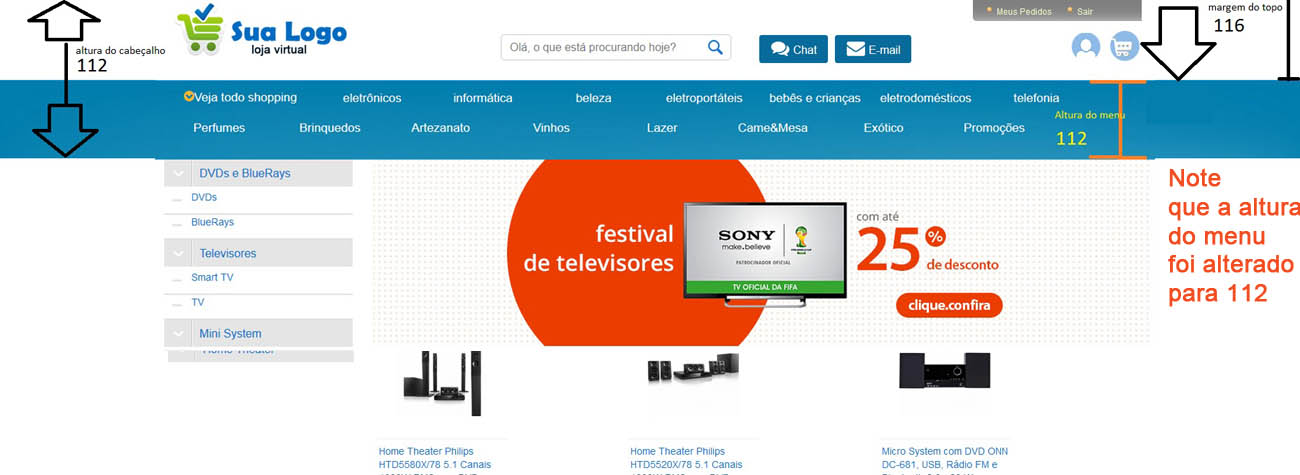 Meus Pedidos
Sair
margem do topo
116
altura do cabeçalho
112
Sua Logo
loja virtual
Olá, o que está procurando hoje?
Chat
E-mail
Veja todo shopping
eletrônicos
informática
beleza
eletroportáteis
bebês e crianças
eletrodomésticos
telefonia
Perfumes
Brinquedos
Artezanato
Vinhos
Lazer
Came&Mesa
Exótico
Promoções
Altura do menu
112
DVDs e BlueRays
DVDs
BlueRays
Televisores
Smart TV
TV
Mini System
Home Theater
festival
de televisores
SONY
make.believe
PATROCINADOR OFICIAL
TV OFICIAL DA FIFA
com até
25%
de desconto
clique.confira
Note
que a altura
do menu
foi alterado
para 112
Home Theater Philips
HTD5580X/78 5.1 Canais
Home Theater Philips
HTD5520X/78 5.1 Canais
Micro System com DVD ONN
DC-681, USB, Rádio FM e